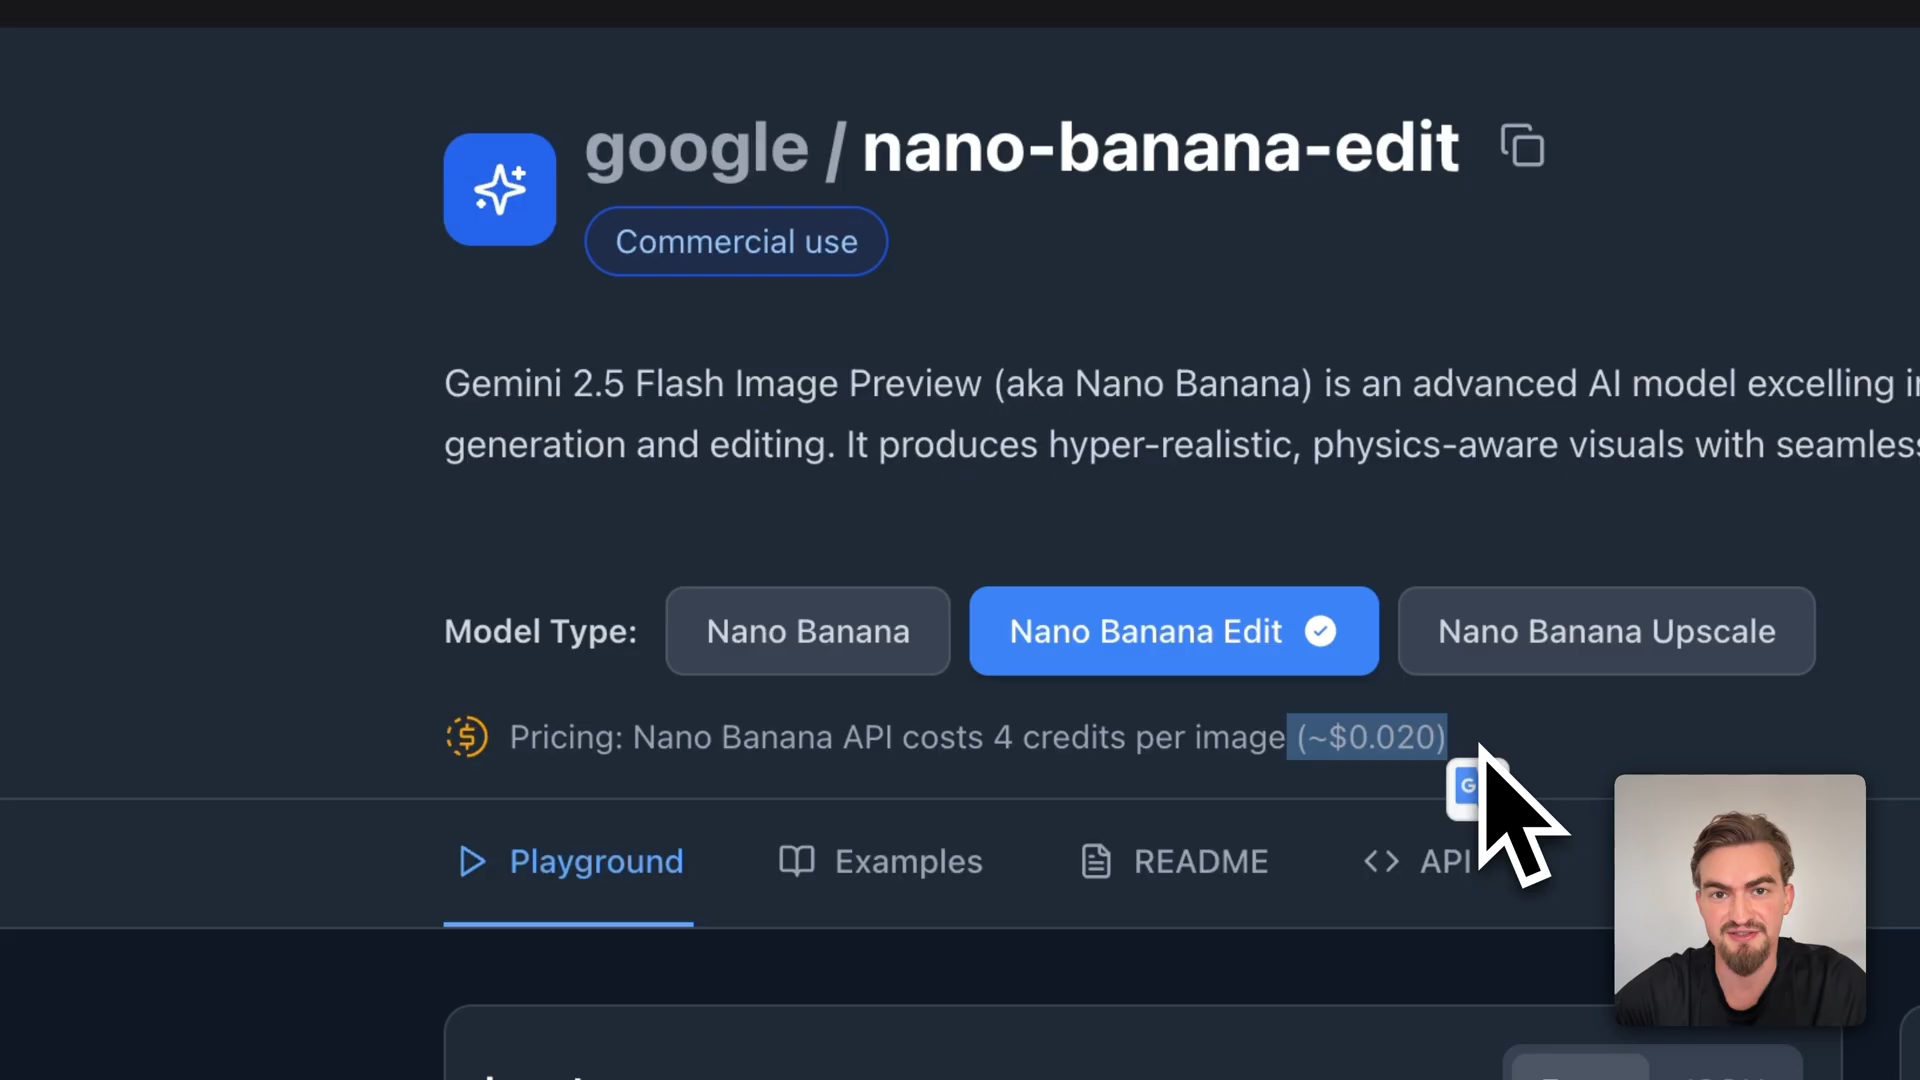 google / nano-banana-edit
Commercial use
Gemini 2.5 Flash Image Preview (aka Nano Banana) is an advanced AI model excelling
generation and editing. It produces hyper-realistic, physics-aware visuals with
Model Type: Nano Banana Nano Banana Edit Nano Banana Upscale
Pricing: Nano Banana API costs 4 credits per image (~$0.020)
G
Playground Examples README API